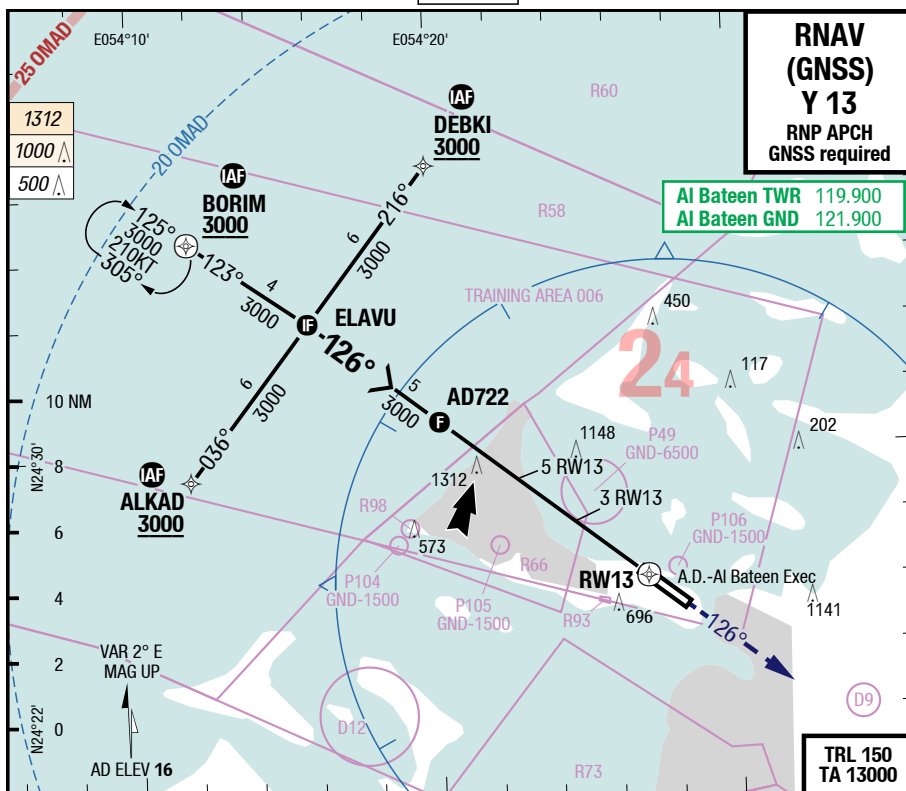 E054°10'
E054°20'
25 OMAD
20 OMAD
RNAV
(GNSS)
Y 13
RNP APCH
GNSS required
1312
1000
500
IAF
DEBKI
3000
R60
IAF
BORIM
3000
Al Bateen TWR 119.900
Al Bateen GND 121.900
R58
216°
6
3000
125°
3000
210KT
305°
123°
4
3000
TRAINING AREA 006
450
IF
ELAVU
126°
24
117
6
3000
5
3000
AD722
F
10 NM
1148
P49
GND-6500
202
036°
N24°30'
8
IAF
ALKAD
3000
1312
5 RW13
3 RW13
R98
573
6
P104
GND-1500
R66
P106
GND-1500
P105
GND-1500
RW13
A.D.-Al Bateen Exec
4
R93
696
1141
126°
VAR 2° E
MAG UP
2
D9
N24°22'
0
D12
AD ELEV 16
R73
TRL 150
TA 13000